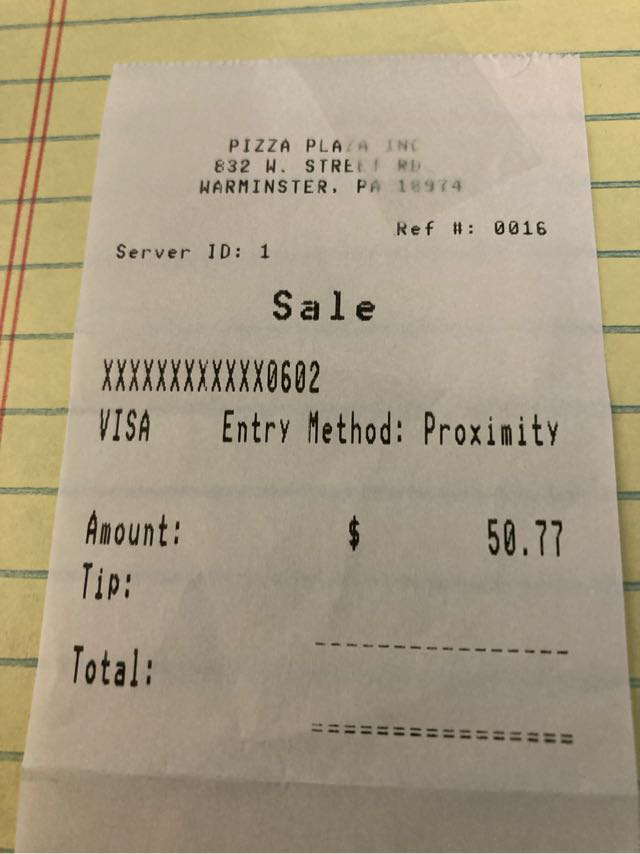 PIZZA PLAZA INC
832 W. STREET RD
WARMINSTER, PA 18974
Ref #: 0016
Server ID: 1
Sale
XXXXXXXXXXXX0602
VISA Entry Method: Proximity
Amount: $ 50.77
Tip:
Total: